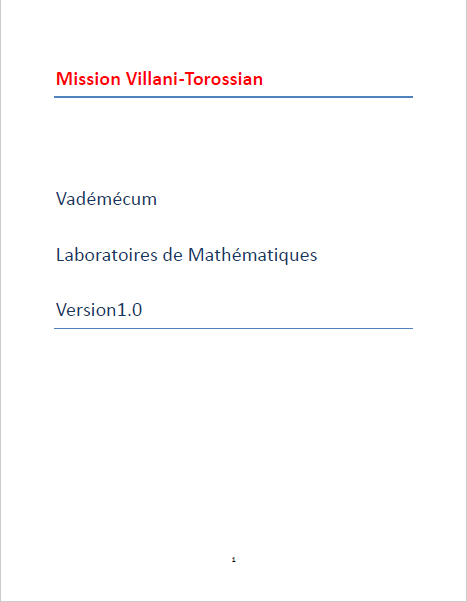 Mission Villani-Torossian
Vadémécum
Laboratoires de Mathématiques
Version1.0
1